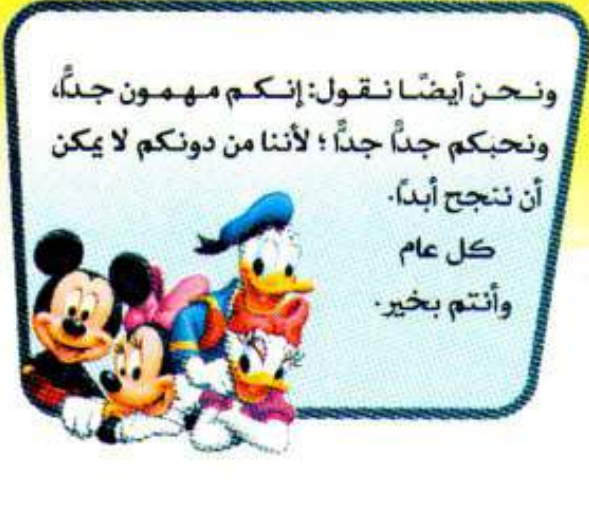 ونحن أيضًا نقول: إنكم مهمون جدًّا،
ونحبكم جدًّا جدًّا ؛ لأننا من دونكم لا يمكن
أن ننجح أبدًا.
كل عام
وأنتم بخير.